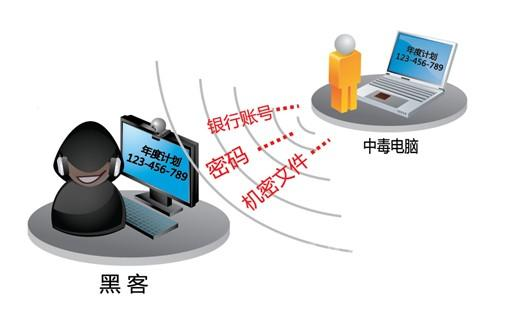 年度计划
123-456-789
中毒电脑
银行账号
密码
机密文件
年度计划
123-456-789
黑客